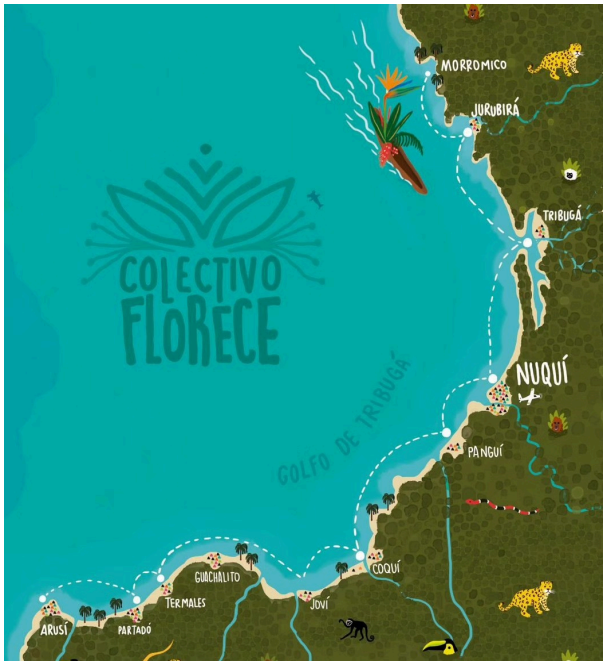 MORROMICO
JURUBIRÁ
TRIBUGÁ
COLECTIVO
FLORECE
NUQUÍ
GOLFO DE TRIBUGÁ
PANGUÍ
COQUÍ
GUACHALITO
TERMALES
JOVÍ
ARUSÍ
PARTADÓ